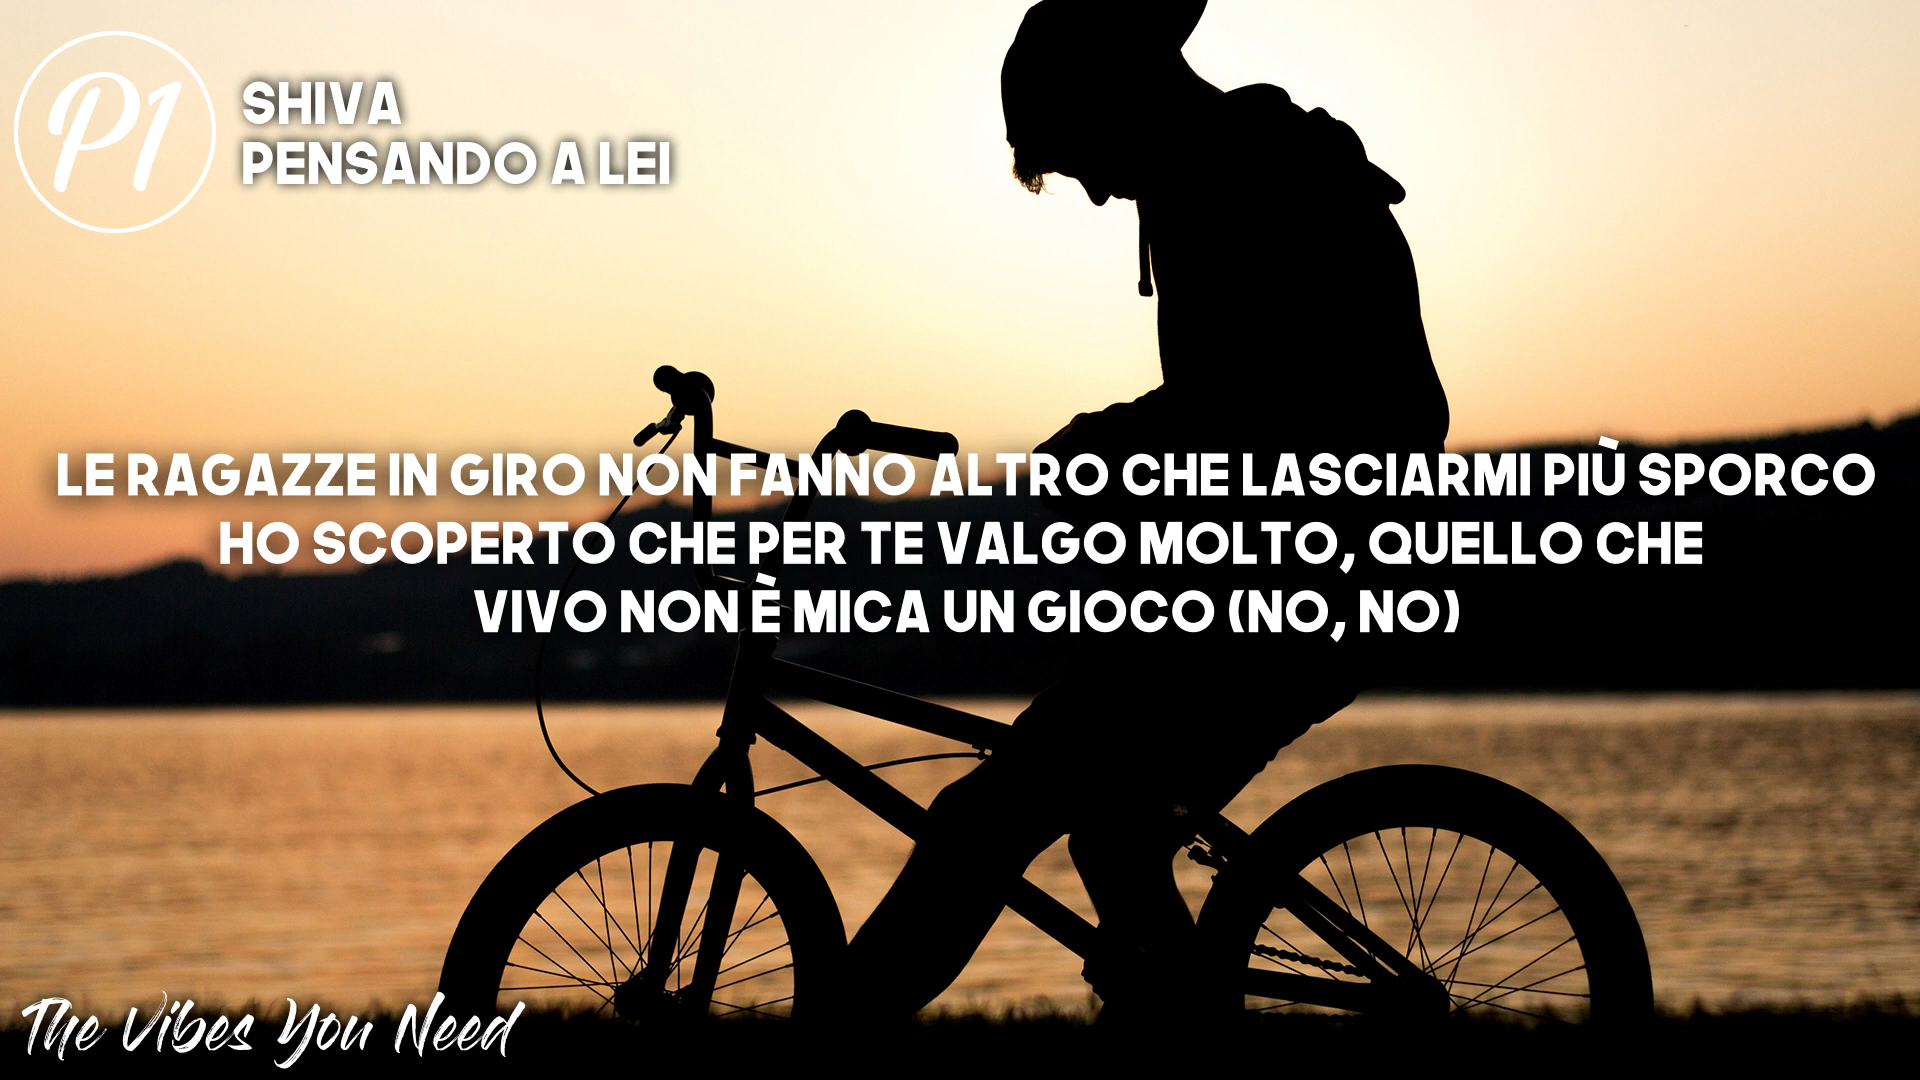 P1
SHIVA
PENSANDO A LEI
LE RAGAZZE IN GIRO NON FANNO ALTRO CHE LASCIARMI PIÙ SPORCO
HO SCOPERTO CHE PER TE VALGO MOLTO, QUELLO CHE
VIVO NON È MICA UN GIOCO (NO, NO)
The Vibes You Need